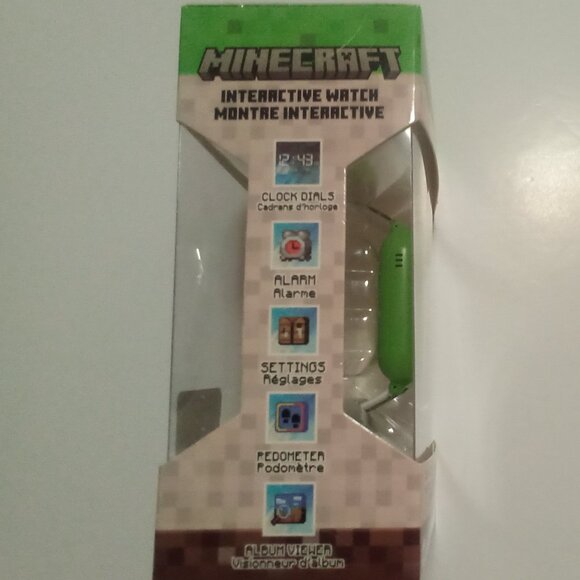 MINECRAFT
INTERACTIVE WATCH
MONTRE INTERACTIVE
12:43
CLOCK DIALS
Cadrans d'horloge
ALARM
Alarme
SETTINGS
Réglages
PEDOMETER
Podomètre
ALBUM VIEWER
Visionneur d'album